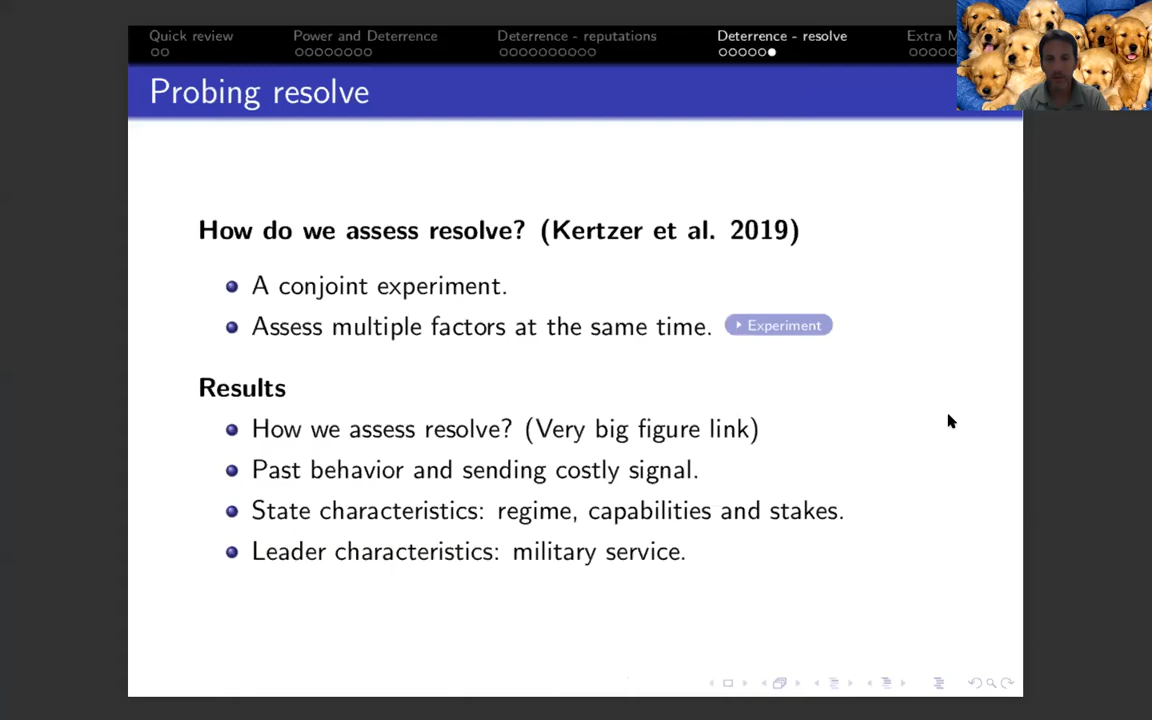 Quick review
Power and Deterrence
Deterrence - reputations
Deterrence - resolve
Extra M
Probing resolve
How do we assess resolve? (Kertzer et al. 2019)
A conjoint experiment.
Assess multiple factors at the same time.
Experiment
Results
How we assess resolve? (Very big figure link)
Past behavior and sending costly signal.
State characteristics: regime, capabilities and stakes.
Leader characteristics: military service.